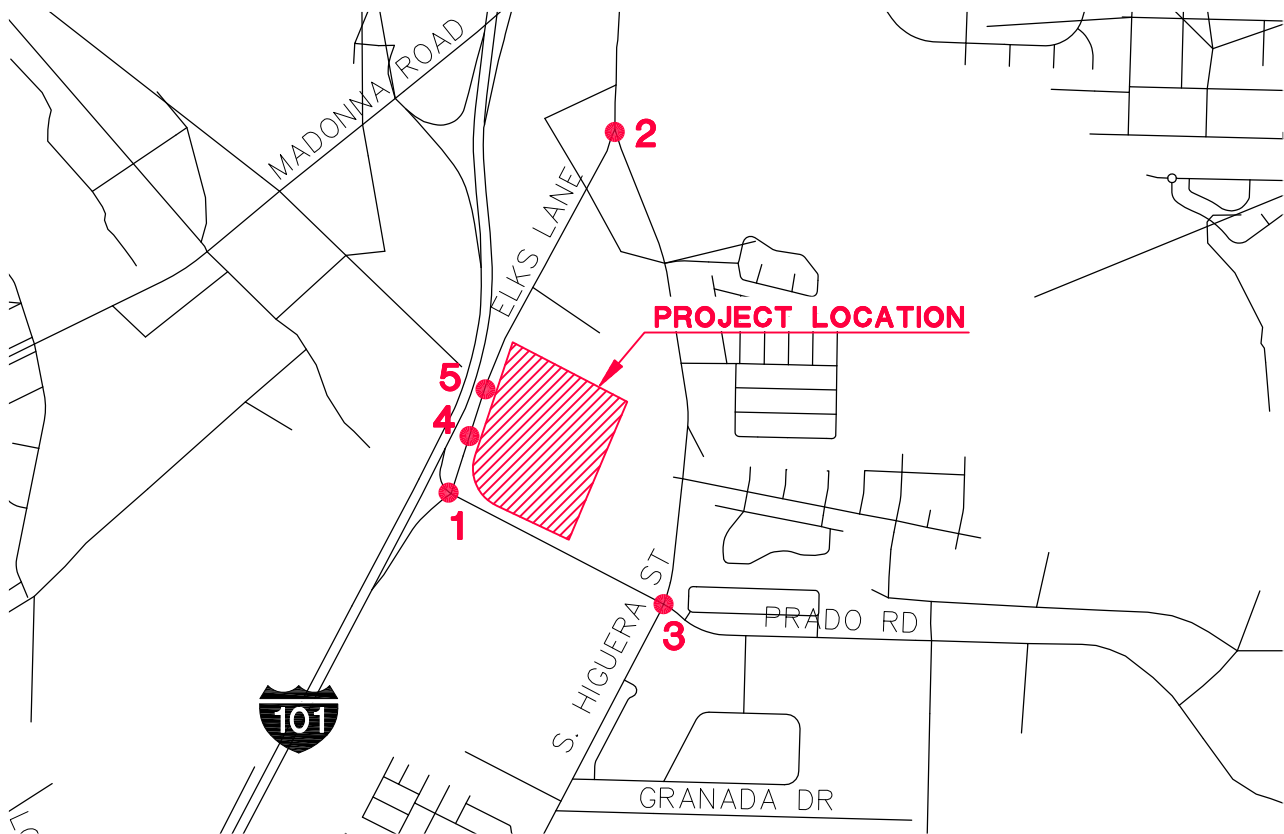 MADONNA ROAD
2
ELKS LANE
PROJECT LOCATION
5
4
1
S. HIGUERA ST
3
PRADO RD
101
GRANADA DR